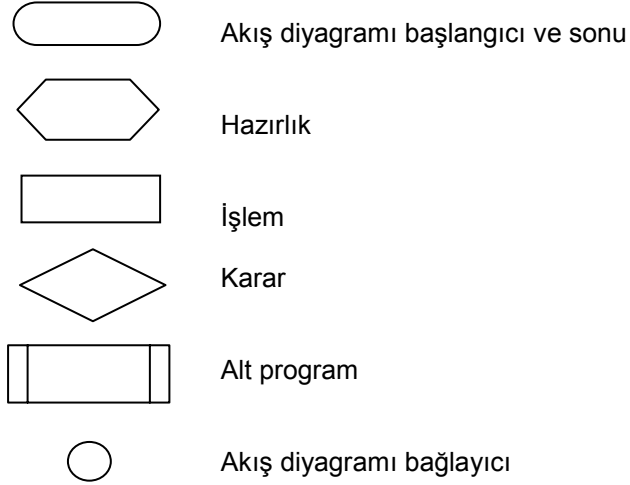 Akış diyagramı başlangıcı ve sonu
Hazırlık
İşlem
Karar
Alt program
Akış diyagramı bağlayıcı